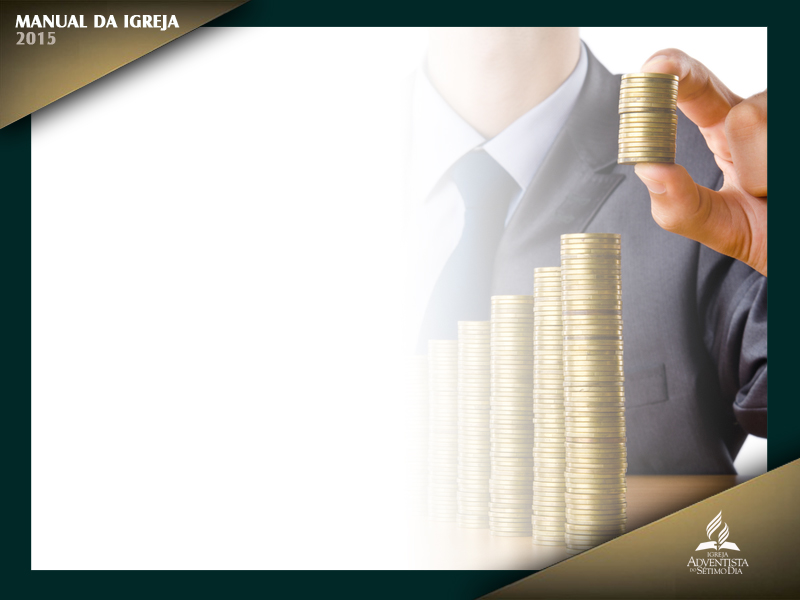 MANUAL DA IGREJA
2015
IGREJA
ADVENTISTA
DO SÉTIMO DIA